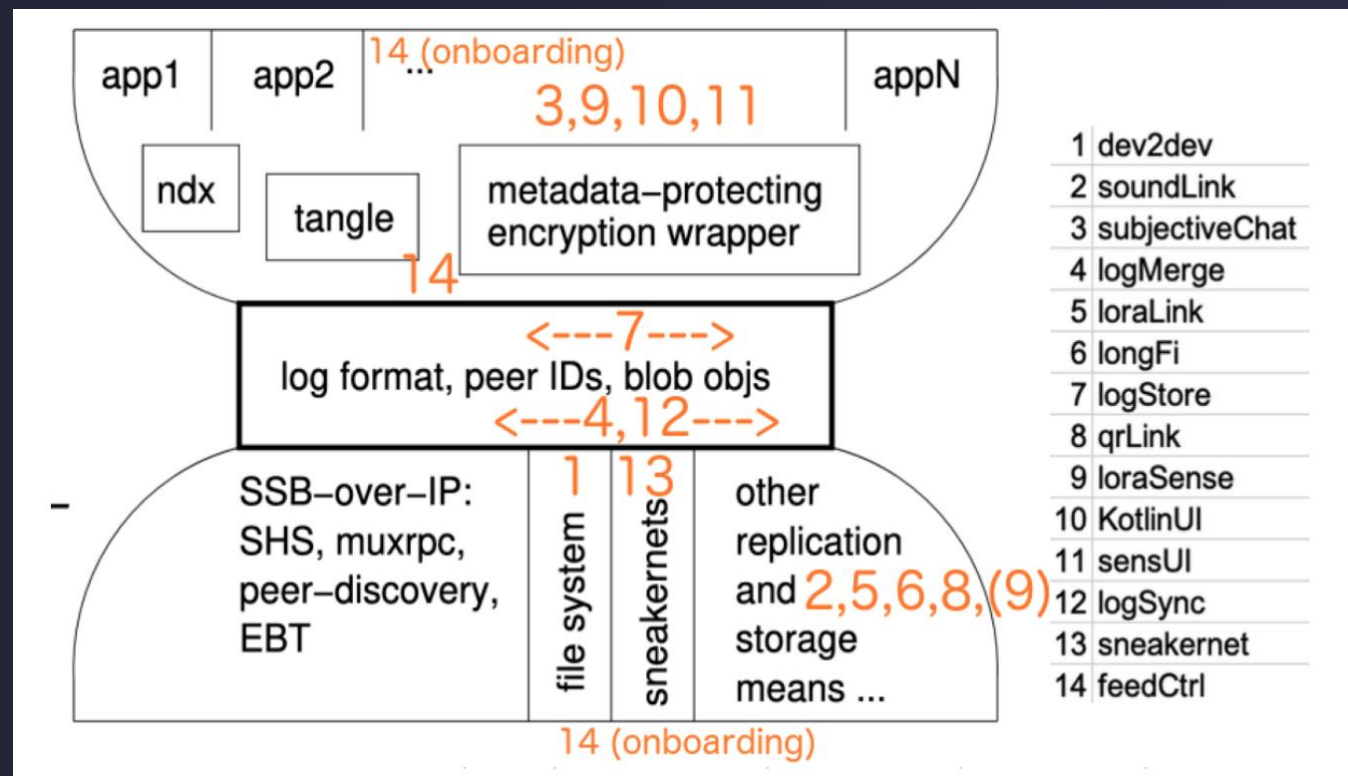 14 (onboarding)
app1
app2
...
appN
3,9,10,11
ndx
tangle
metadata–protecting
encryption wrapper
14
<---7--->
log format, peer IDs, blob objs
<---4,12--->
SSB–over–IP:
SHS, muxrpc,
peer–discovery,
EBT
1
file system
13
sneakernets
other
replication
and 2,5,6,8,(9)
storage
means ...
14 (onboarding)
1 dev2dev
2 soundLink
3 subjectiveChat
4 logMerge
5 loraLink
6 longFi
7 logStore
8 qrLink
9 loraSense
10 KotlinUI
11 sensUI
12 logSync
13 sneakernet
14 feedCtrl